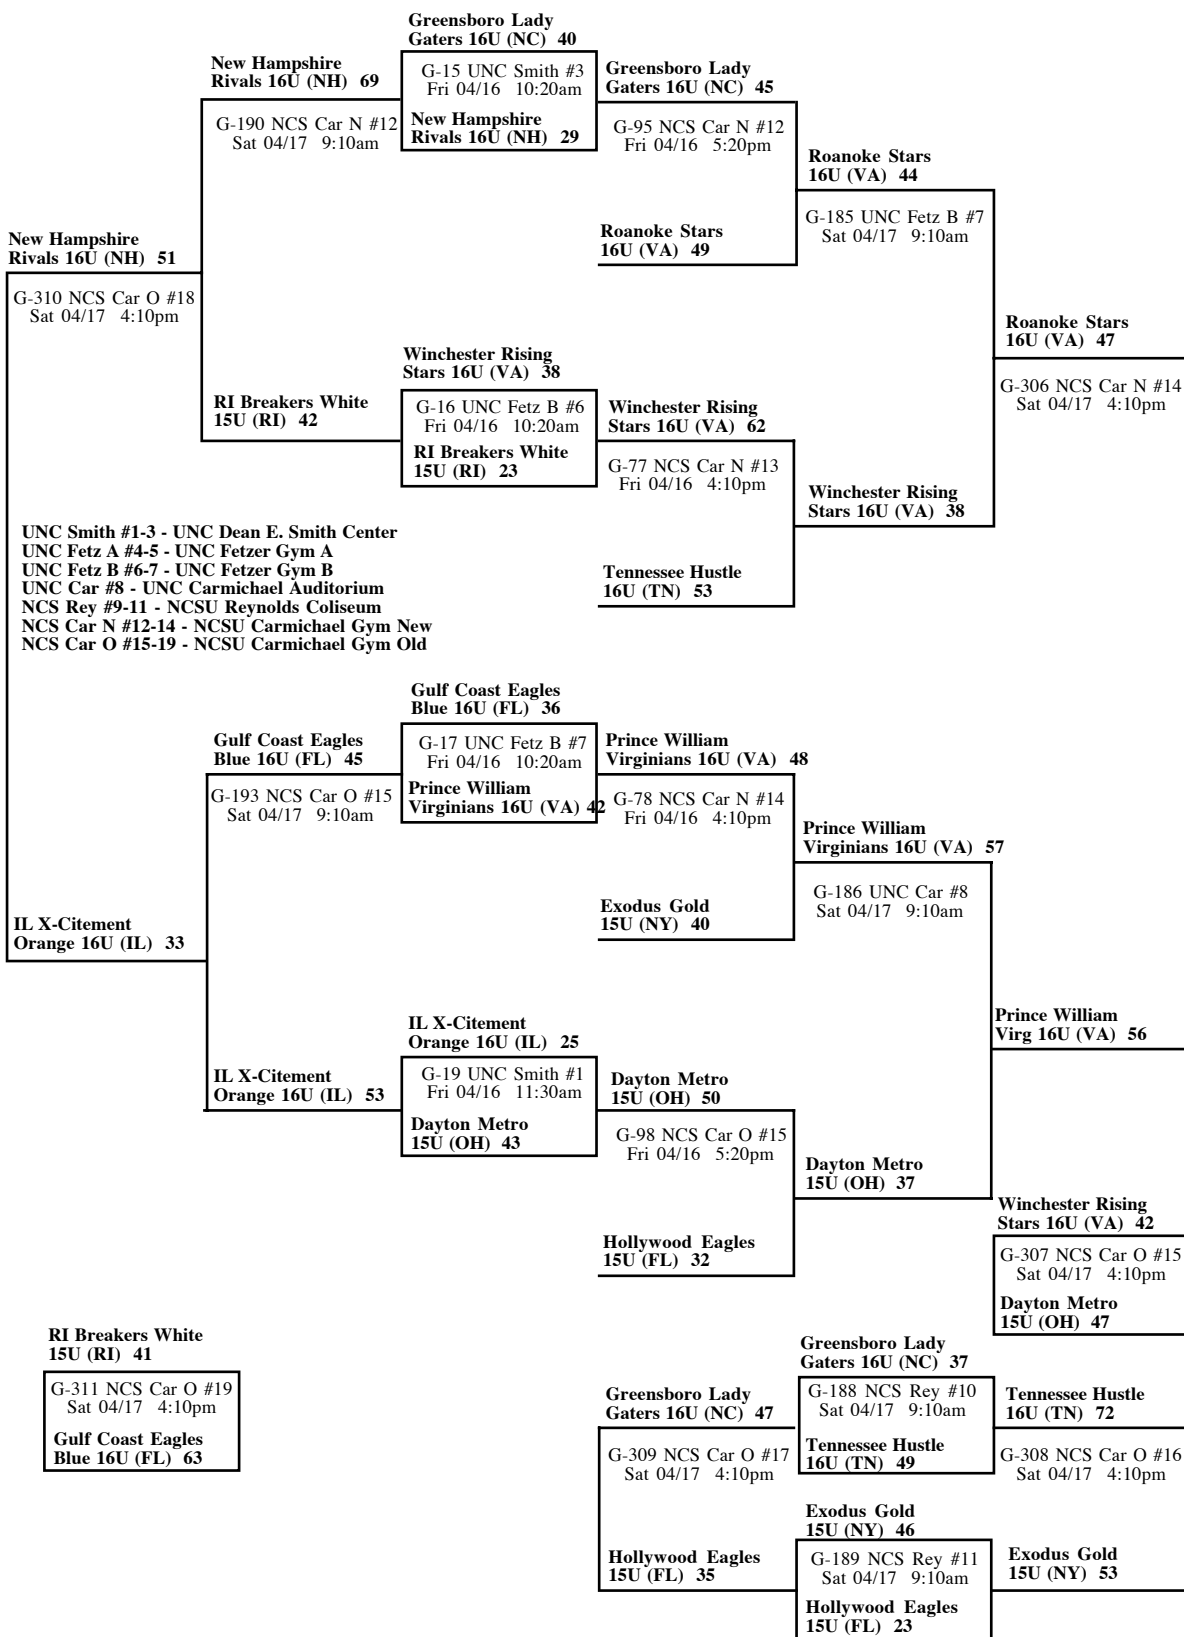 Greensboro Lady
Gaters 16U (NC) 40
New Hampshire
Rivals 16U (NH) 69
G-15 UNC Smith #3
Fri 04/16 10:20am
Greensboro Lady
Gaters 16U (NC) 45
G-190 NCS Car N #12
Sat 04/17 9:10am
New Hampshire
Rivals 16U (NH) 29
G-95 NCS Car N #12
Fri 04/16 5:20pm
Roanoke Stars
16U (VA) 44
Roanoke Stars
16U (VA) 49
G-185 UNC Fetz B #7
Sat 04/17 9:10am
New Hampshire
Rivals 16U (NH) 51
G-310 NCS Car O #18
Sat 04/17 4:10pm
Roanoke Stars
16U (VA) 47
Winchester Rising
Stars 16U (VA) 38
G-306 NCS Car N #14
Sat 04/17 4:10pm
RI Breakers White
15U (RI) 42
G-16 UNC Fetz B #6
Fri 04/16 10:20am
Winchester Rising
Stars 16U (VA) 62
RI Breakers White
15U (RI) 23
G-77 NCS Car N #13
Fri 04/16 4:10pm
Winchester Rising
Stars 16U (VA) 38
UNC Smith #1-3 - UNC Dean E. Smith Center
UNC Fetz A #4-5 - UNC Fetzer Gym A
UNC Fetz B #6-7 - UNC Fetzer Gym B
UNC Car #8 - UNC Carmichael Auditorium
NCS Rey #9-11 - NCSU Reynolds Coliseum
NCS Car N #12-14 - NCSU Carmichael Gym New
NCS Car O #15-19 - NCSU Carmichael Gym Old
Tennessee Hustle
16U (TN) 53
Gulf Coast Eagles
Blue 16U (FL) 36
Gulf Coast Eagles
Blue 16U (FL) 45
G-17 UNC Fetz B #7
Fri 04/16 10:20am
Prince William
Virginians 16U (VA) 48
G-193 NCS Car O #15
Sat 04/17 9:10am
Prince William
Virginians 16U (VA) 42
G-78 NCS Car N #14
Fri 04/16 4:10pm
Prince William
Virginians 16U (VA) 57
G-186 UNC Car #8
Sat 04/17 9:10am
Exodus Gold
15U (NY) 40
IL X-Citement
Orange 16U (IL) 33
IL X-Citement
Orange 16U (IL) 25
Prince William
Virg 16U (VA) 56
IL X-Citement
Orange 16U (IL) 53
G-19 UNC Smith #1
Fri 04/16 11:30am
Dayton Metro
15U (OH) 50
Dayton Metro
15U (OH) 43
G-98 NCS Car O #15
Fri 04/16 5:20pm
Dayton Metro
15U (OH) 37
Winchester Rising
Stars 16U (VA) 42
Hollywood Eagles
15U (FL) 32
G-307 NCS Car O #15
Sat 04/17 4:10pm
Dayton Metro
15U (OH) 47
RI Breakers White
15U (RI) 41
G-311 NCS Car O #19
Sat 04/17 4:10pm
Gulf Coast Eagles
Blue 16U (FL) 63
Greensboro Lady
Gaters 16U (NC) 37
Greensboro Lady
Gaters 16U (NC) 47
G-188 NCS Rey #10
Sat 04/17 9:10am
Tennessee Hustle
16U (TN) 72
G-309 NCS Car O #17
Sat 04/17 4:10pm
Tennessee Hustle
16U (TN) 49
G-308 NCS Car O #16
Sat 04/17 4:10pm
Exodus Gold
15U (NY) 46
Hollywood Eagles
15U (FL) 35
G-189 NCS Rey #11
Sat 04/17 9:10am
Exodus Gold
15U (NY) 53
Hollywood Eagles
15U (FL) 23